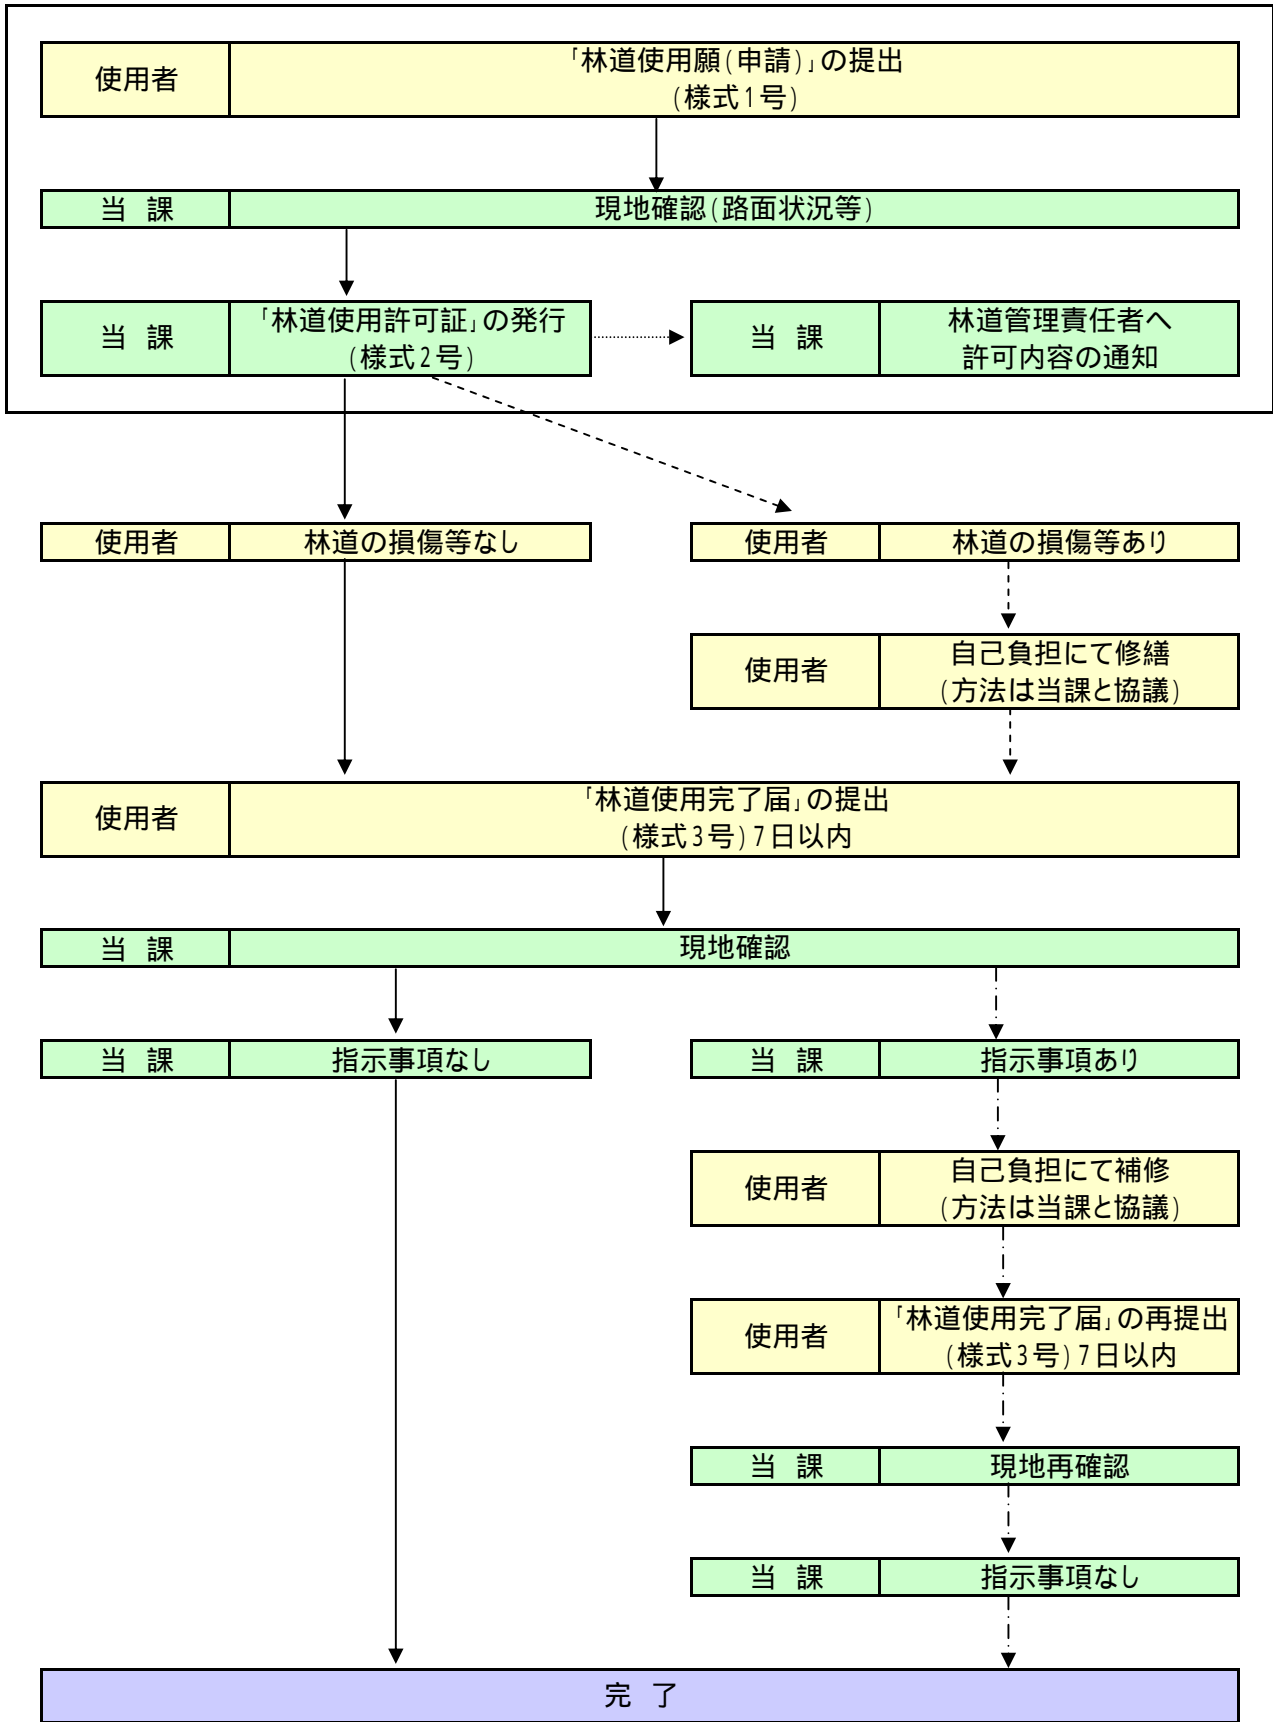 使用者
「林道使用願(申請)」の提出
(様式1号)
当 課
現地確認(路面状況等)
当 課
「林道使用許可証」の発行
(様式2号)
当 課
林道管理責任者へ
許可内容の通知
使用者
林道の損傷等なし
使用者
林道の損傷等あり
使用者
自己負担にて修繕
(方法は当課と協議)
使用者
「林道使用完了届」の提出
(様式3号)7日以内
当 課
現地確認
当 課
指示事項なし
当 課
指示事項あり
使用者
自己負担にて補修
(方法は当課と協議)
使用者
「林道使用完了届」の再提出
(様式3号)7日以内
当 課
現地再確認
当 課
指示事項なし
完 了